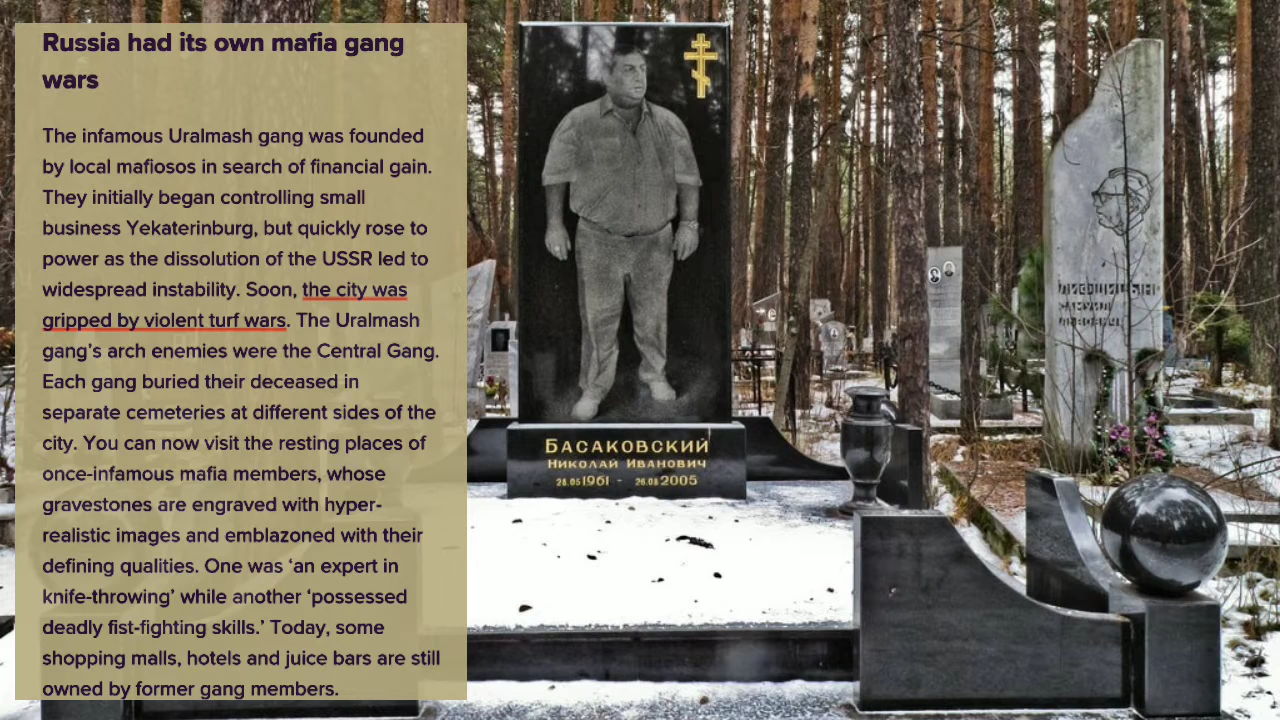 Russia had its own mafia gang
wars
The infamous Uralmash gang was founded
by local mafiosos in search of financial gain.
They initially began controlling small
business Yekaterinburg, but quickly rose to
power as the dissolution of the USSR led to
widespread instability. Soon, the city was
gripped by violent turf wars. The Uralmash
gang’s arch enemies were the Central Gang.
Each gang buried their deceased in
separate cemeteries at different sides of the
city. You can now visit the resting places of
once-infamous mafia members, whose
gravestones are engraved with hyper-
realistic images and emblazoned with their
defining qualities. One was ‘an expert in
knife-throwing’ while another ‘possessed
deadly fist-fighting skills.’ Today, some
shopping malls, hotels and juice bars are still
owned by former gang members.
БАСАКОВСКИЙ
НИКОЛАЙ ИВАНОВИЧ
26.05 1961 - 26.08 2005
САМУИЛ
ЛЬВОВИЧ